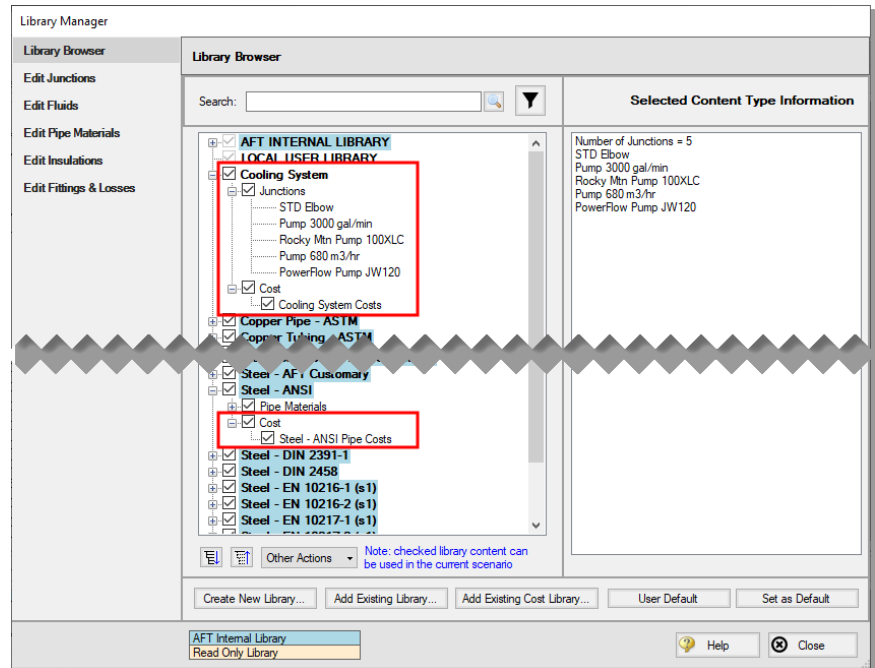 Library Manager
Library Browser
Edit Junctions
Edit Fluids
Edit Pipe Materials
Edit Insulations
Edit Fittings & Losses
Library Browser
Search:
Selected Content Type Information
AFT INTERNAL LIBRARY
LOCAL USER LIBRARY
Cooling System
Junctions
STD Elbow
Pump 3000 gal/min
Rocky Mtn Pump 100XLC
Pump 680 m3/hr
PowerFlow Pump JW120
Cost
Cooling System Costs
Copper Pipe - ASTM
Copper Tubing - ASTM
Steel - AFT Customary
Steel - ANSI
Pipe Materials
Cost
Steel - ANSI Pipe Costs
Steel - DIN 2391-1
Steel - DIN 2458
Steel - EN 10216-1 (s1)
Steel - EN 10216-2 (s1)
Steel - EN 10217-1 (s1)
Number of Junctions = 5
STD Elbow
Pump 3000 gal/min
Rocky Mtn Pump 100XLC
Pump 680 m3/hr
PowerFlow Pump JW120
Other Actions
Note: checked library content can
be used in the current scenario
Create New Library... Add Existing Library... Add Existing Cost Library... User Default Set as Default
AFT Internal Library
Read Only Library
Help Close